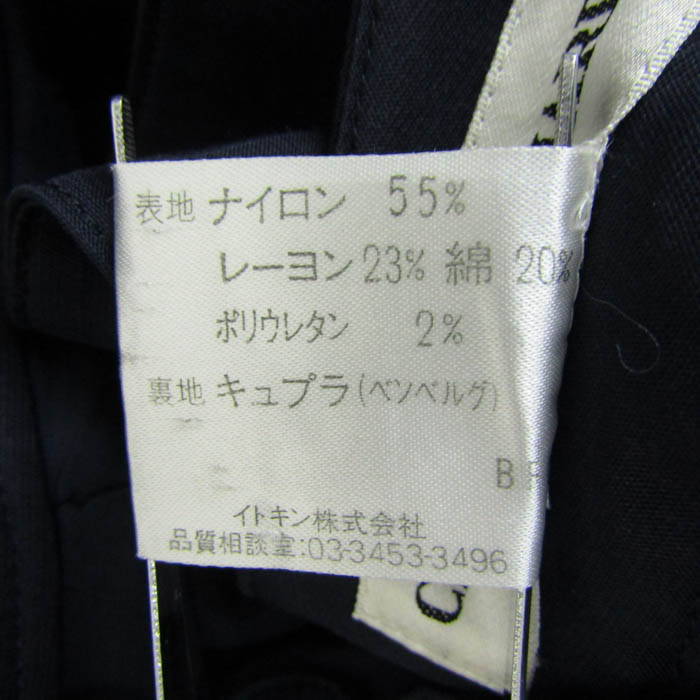 表地 ナイロン 55%
レーヨン 23% 綿 20%
ポリウレタン 2%
裏地 キュプラ(ベンベルグ)
B
イトキン株式会社
品質相談室:03-3453-3496